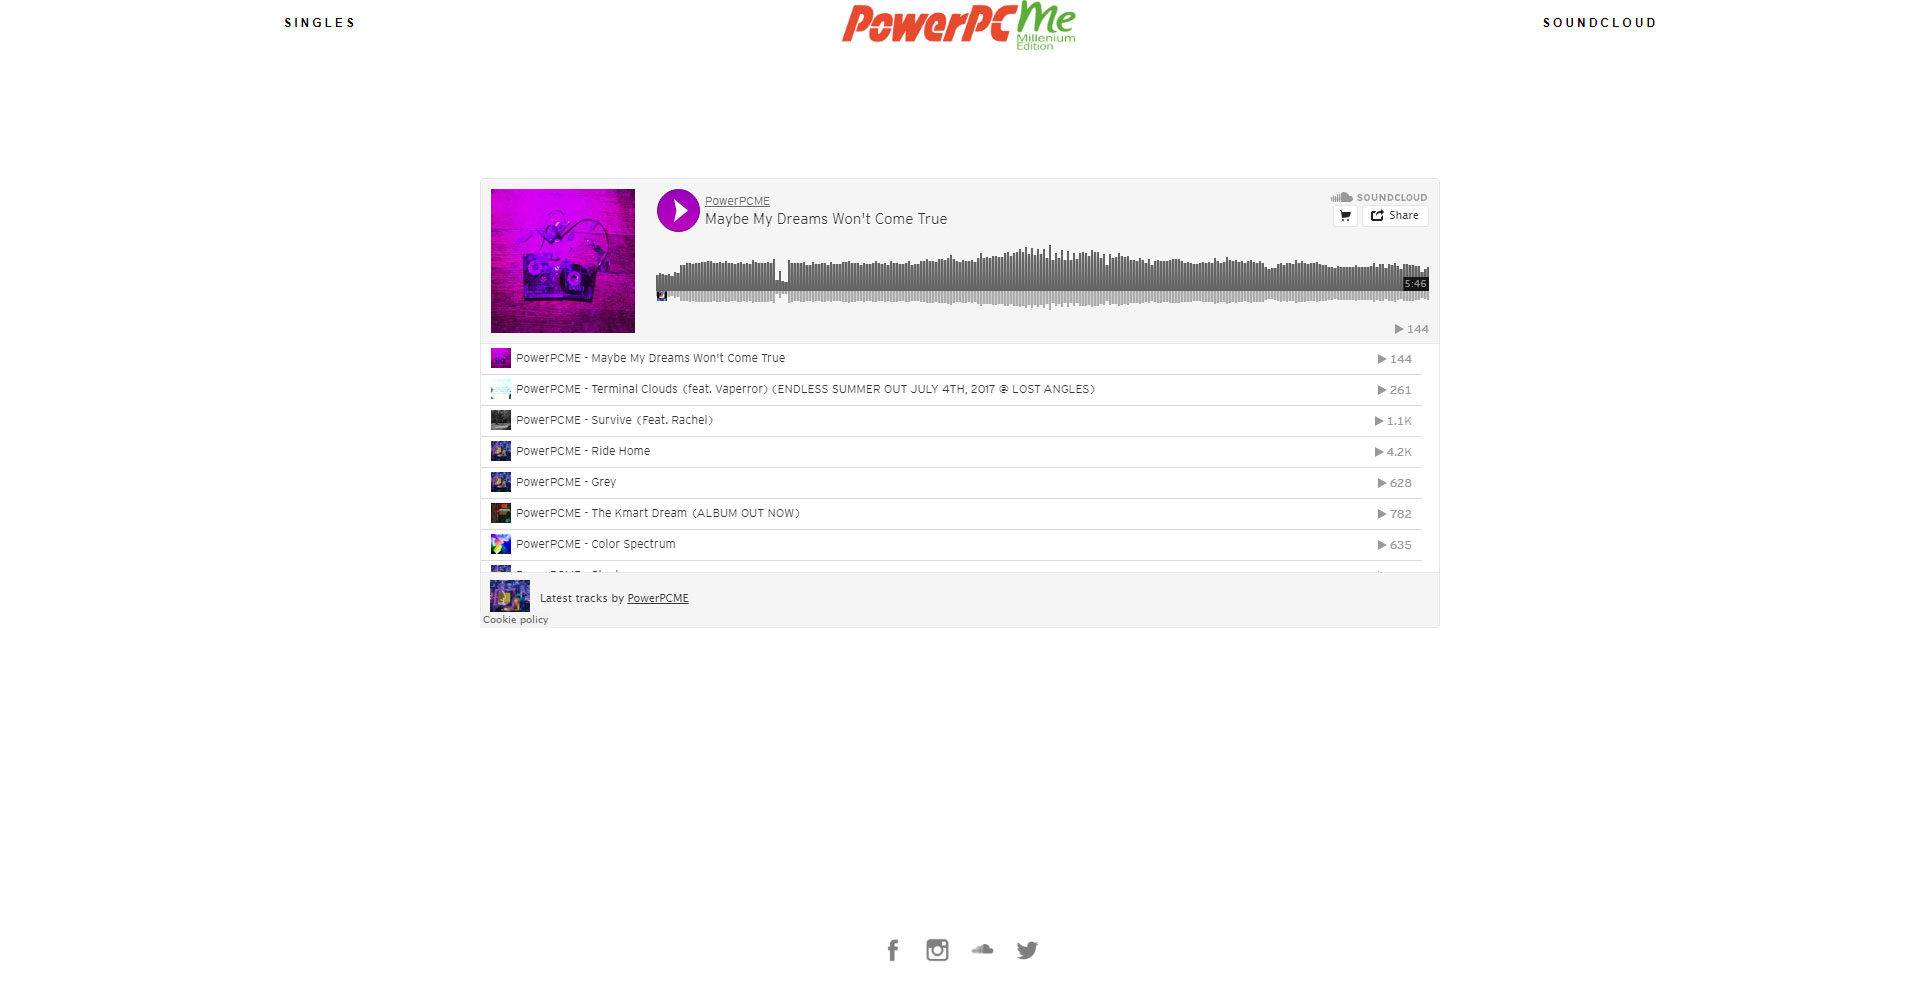 SINGLES
PowerPC Me
Millenium
Edition
SOUNDCLOUD
PowerPCME
Maybe My Dreams Won't Come True
SOUNDCLOUD
Share
5:46
144
PowerPCME - Maybe My Dreams Won't Come True 144
PowerPCME - Terminal Clouds (feat. Vaperror) (ENDLESS SUMMER OUT JULY 4TH, 2017 @ LOST ANGLES) 261
PowerPCME - Survive (Feat. Rachel) 1.1K
PowerPCME - Ride Home 4.2K
PowerPCME - Grey 628
PowerPCME - The Kmart Dream (ALBUM OUT NOW) 782
PowerPCME - Color Spectrum 635
Latest tracks by PowerPCME
Cookie policy